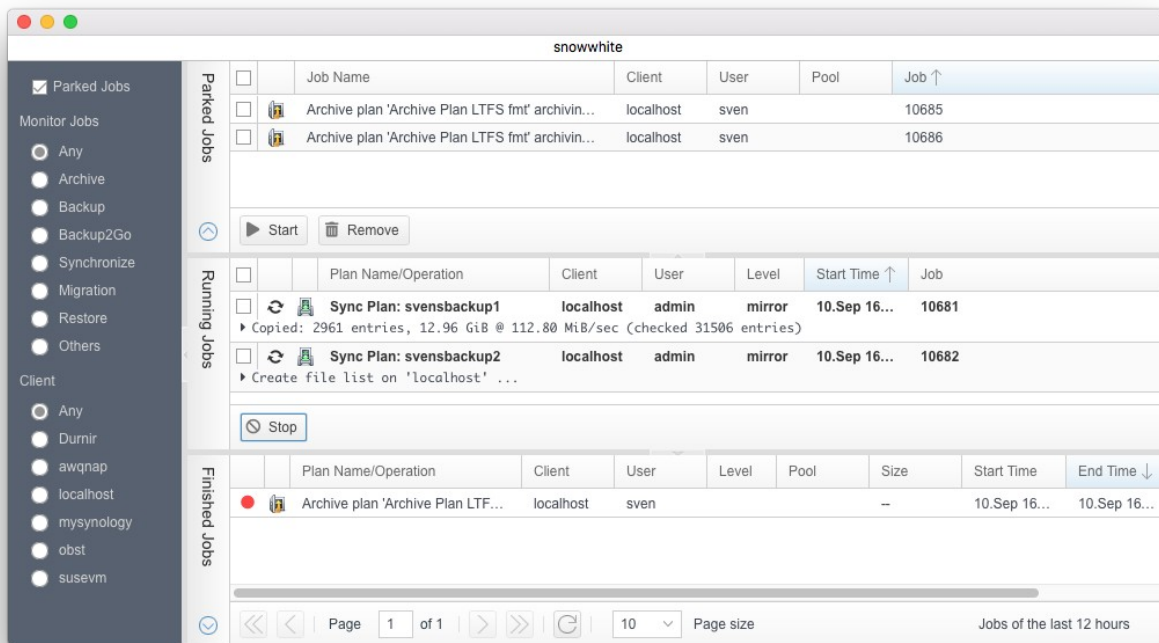 snowwhite
Parked Jobs
Monitor Jobs
Any
Archive
Backup
Backup2Go
Synchronize
Migration
Restore
Others
Client
Any
Durnir
awqnap
localhost
mysynology
obst
susevm
Parked Jobs
Job Name Client User Pool Job ↑
Archive plan 'Archive Plan LTFS fmt' archivin... localhost sven 10685
Archive plan 'Archive Plan LTFS fmt' archivin... localhost sven 10686
Start Remove
Running Jobs
Plan Name/Operation Client User Level Start Time ↑ Job
Sync Plan: svensbackup1 localhost admin mirror 10.Sep 16... 10681
Copied: 2961 entries, 12.96 GiB @ 112.80 MiB/sec (checked 31506 entries)
Sync Plan: svensbackup2 localhost admin mirror 10.Sep 16... 10682
Create file list on 'localhost' ...
Stop
Finished Jobs
Plan Name/Operation Client User Level Pool Size Start Time End Time ↓
Archive plan 'Archive Plan LTF... localhost sven -- 10.Sep 16... 10.Sep 16...
Page 1 of 1 10 Page size Jobs of the last 12 hours